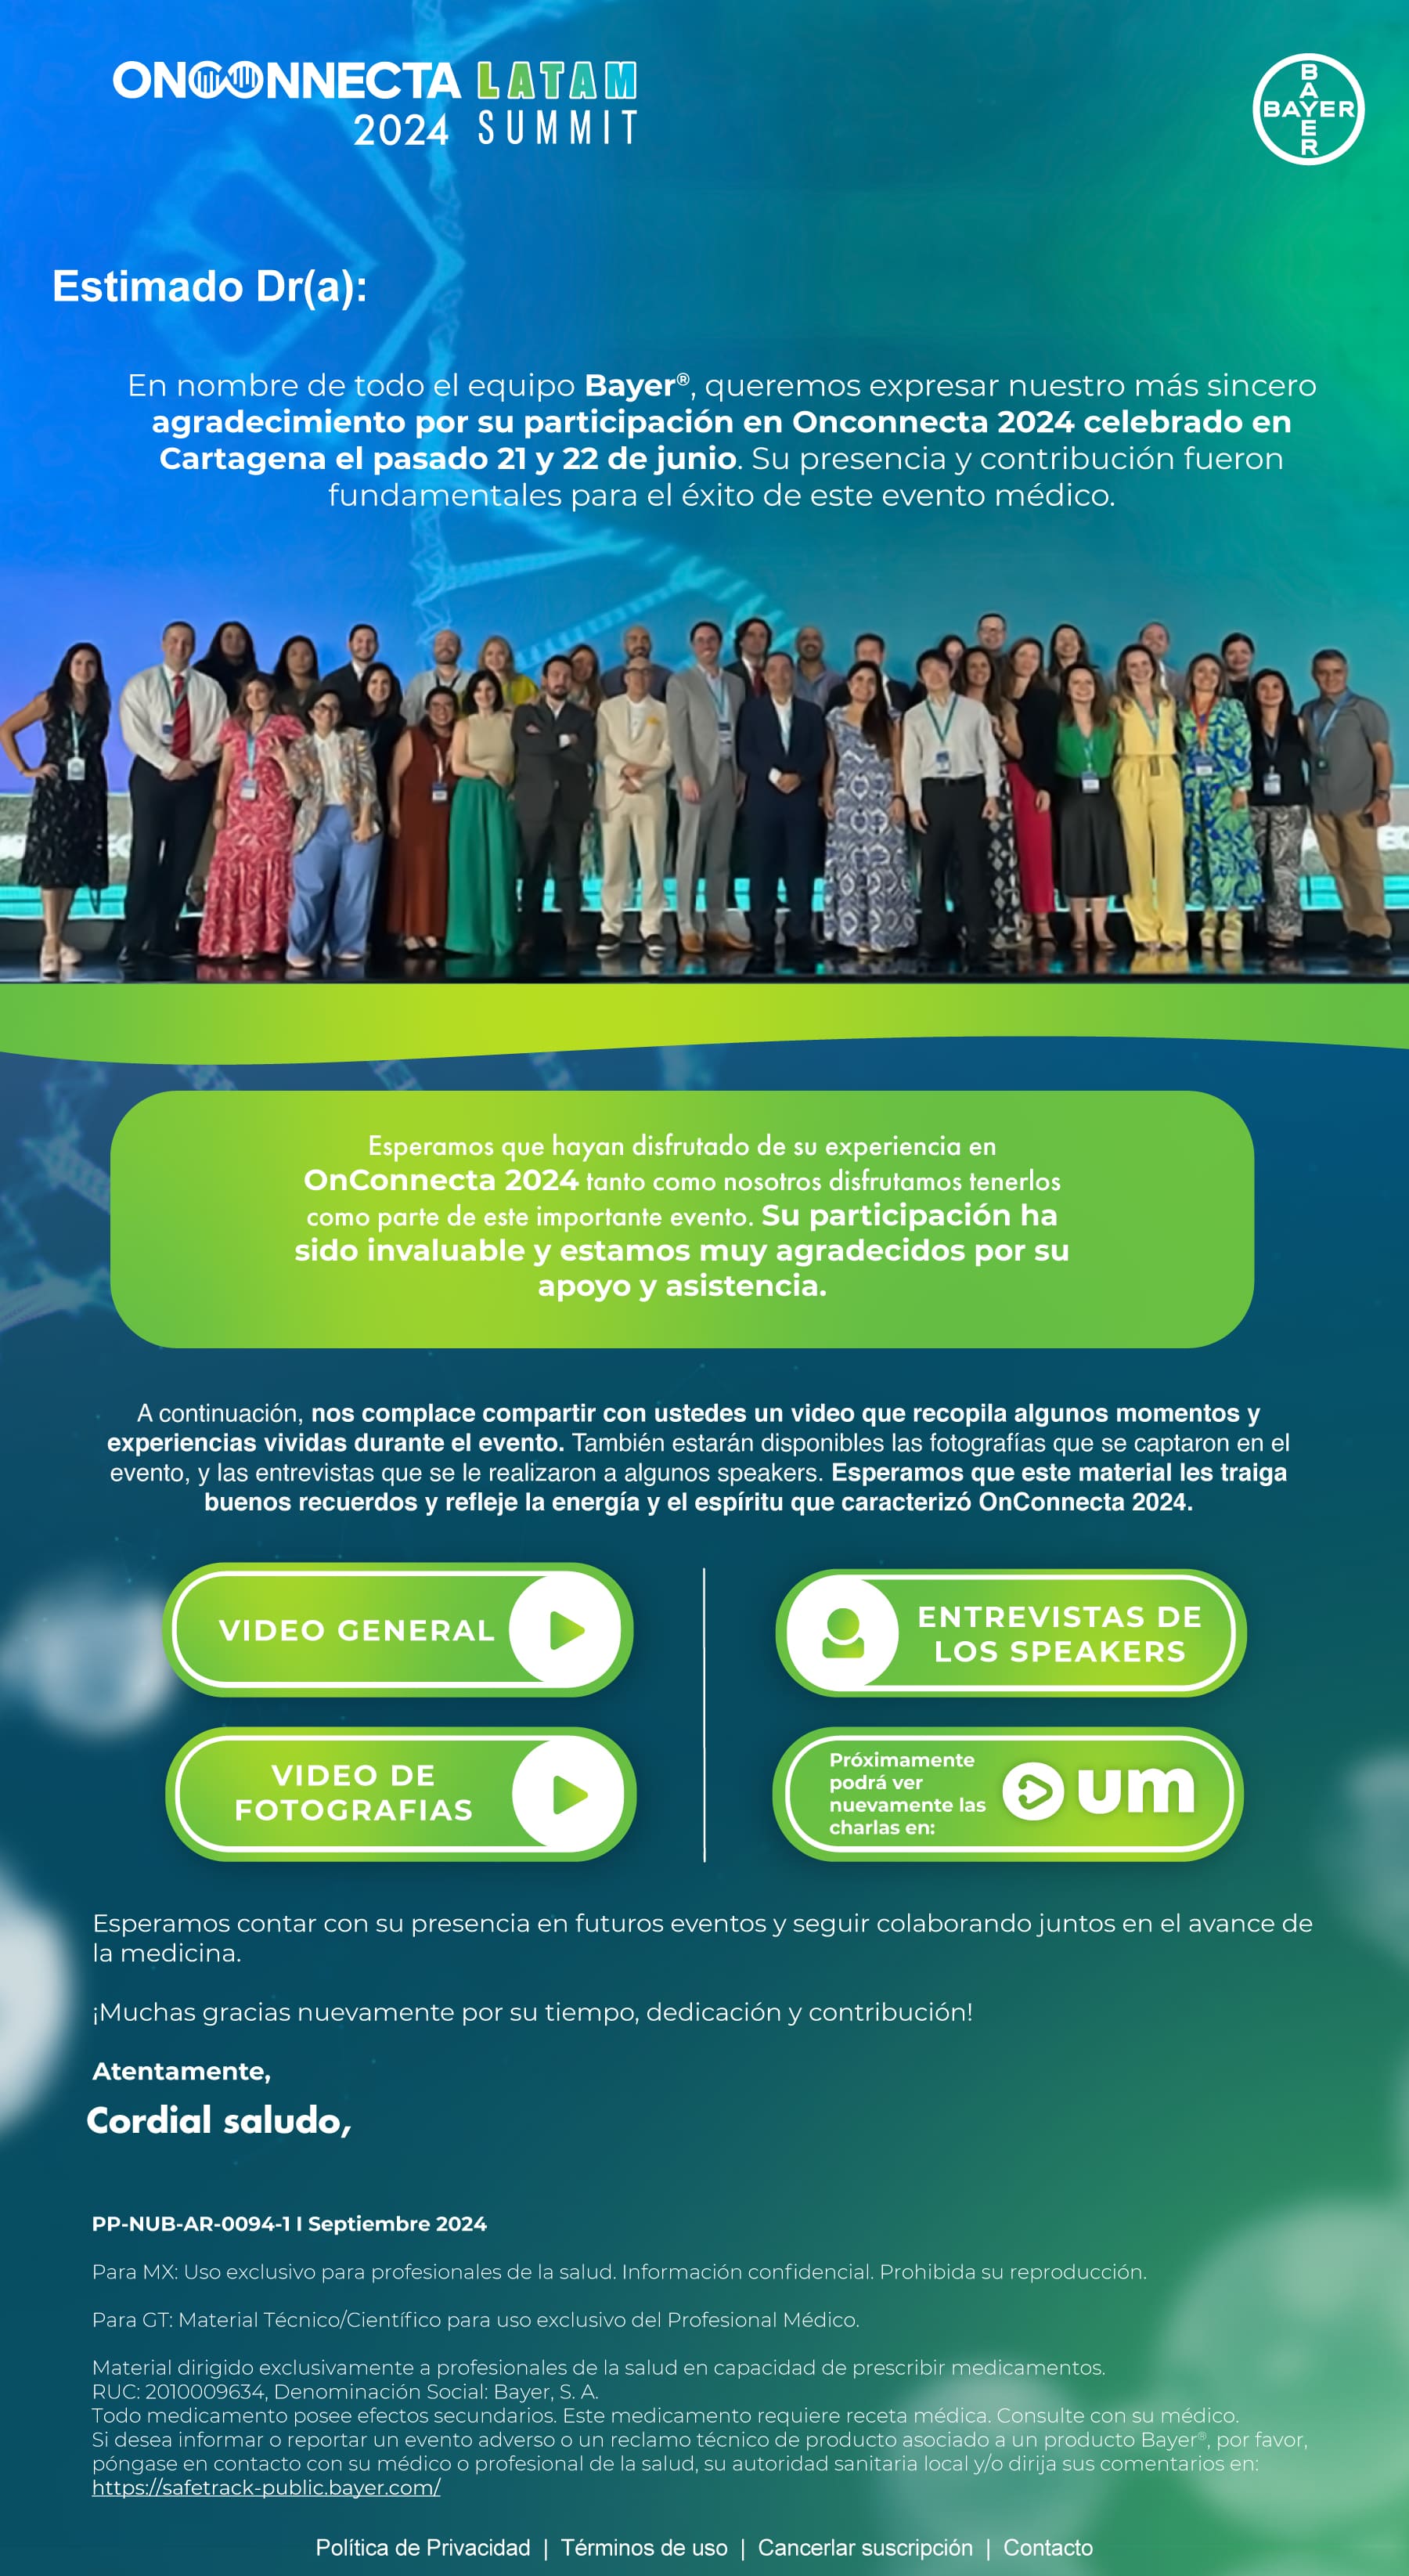 ONCONNECTA LATAM
2024 SUMMIT
BAYER
BAYER
Estimado Dr(a):
En nombre de todo el equipo Bayer®, queremos expresar nuestro más sincero
agradecimiento por su participación en Onconnecta 2024 celebrado en
Cartagena el pasado 21 y 22 de junio. Su presencia y contribución fueron
fundamentales para el éxito de este evento médico.
Esperamos que hayan disfrutado de su experiencia en
OnConnecta 2024 tanto como nosotros disfrutamos tenerlos
como parte de este importante evento. Su participación ha
sido invaluable y estamos muy agradecidos por su
apoyo y asistencia.
A continuación, nos complace compartir con ustedes un video que recopila algunos momentos y
experiencias vividas durante el evento. También estarán disponibles las fotografías que se captaron en el
evento, y las entrevistas que se le realizaron a algunos speakers. Esperamos que este material les traiga
buenos recuerdos y refleje la energía y el espíritu que caracterizó OnConnecta 2024.
VIDEO GENERAL
ENTREVISTAS DE
LOS SPEAKERS
VIDEO DE
FOTOGRAFIAS
Próximamente
podrá ver
nuevamente las
charlas en:
um
Esperamos contar con su presencia en futuros eventos y seguir colaborando juntos en el avance de
la medicina.
¡Muchas gracias nuevamente por su tiempo, dedicación y contribución!
Atentamente,
Cordial saludo,
PP-NUB-AR-0094-1 I Septiembre 2024
Para MX: Uso exclusivo para profesionales de la salud. Información confidencial. Prohibida su reproducción.
Para GT: Material Técnico/Científico para uso exclusivo del Profesional Médico.
Material dirigido exclusivamente a profesionales de la salud en capacidad de prescribir medicamentos.
RUC: 2010009634, Denominación Social: Bayer, S. A.
Todo medicamento posee efectos secundarios. Este medicamento requiere receta médica. Consulte con su médico.
Si desea informar o reportar un evento adverso o un reclamo técnico de producto asociado a un producto Bayer®, por favor,
póngase en contacto con su médico o profesional de la salud, su autoridad sanitaria local y/o dirija sus comentarios en:
https://safetrack-public.bayer.com/
Política de Privacidad | Términos de uso | Cancerlar suscripción | Contacto